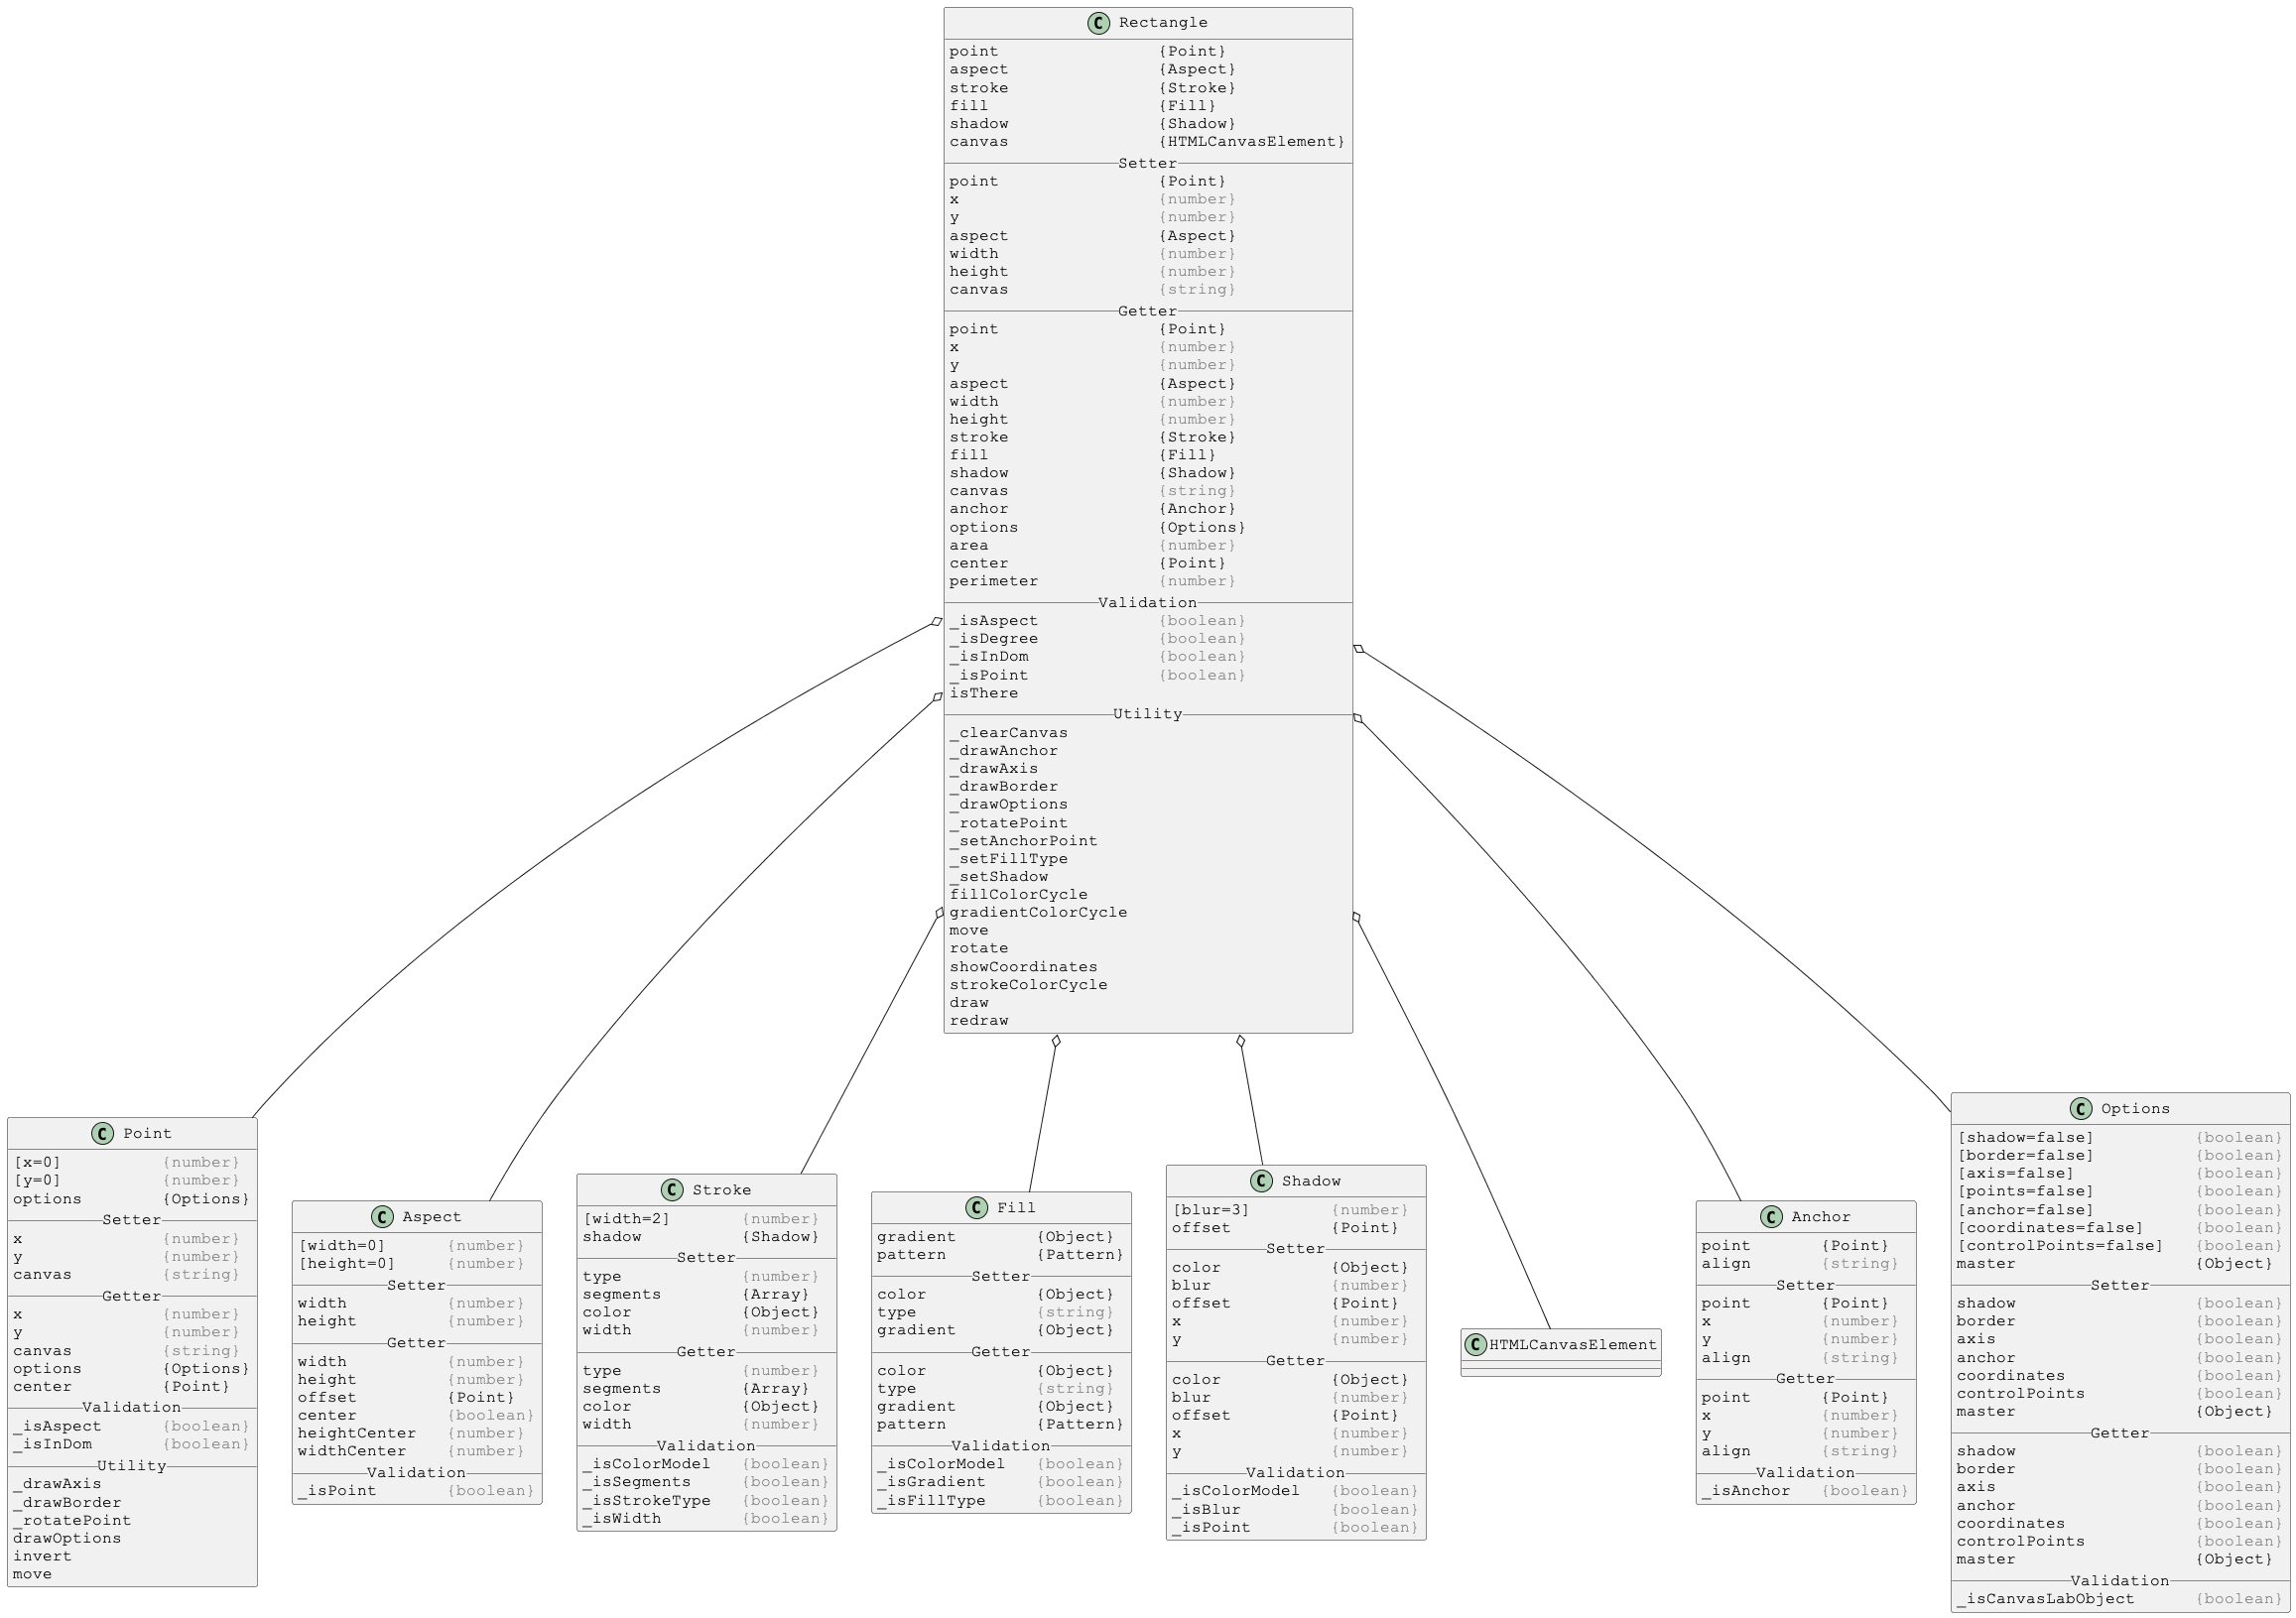 C Rectangle
point {Point}
aspect {Aspect}
stroke {Stroke}
fill {Fill}
shadow {Shadow}
canvas {HTMLCanvasElement}
Setter
point {Point}
x {number}
y {number}
aspect {Aspect}
width {number}
height {number}
canvas {string}
Getter
point {Point}
x {number}
y {number}
aspect {Aspect}
width {number}
height {number}
stroke {Stroke}
fill {Fill}
shadow {Shadow}
canvas {string}
anchor {Anchor}
options {Options}
area {number}
center {Point}
perimeter {number}
Validation
_isAspect {boolean}
_isDegree {boolean}
_isInDom {boolean}
_isPoint {boolean}
isThere
Utility
_clearCanvas
_drawAnchor
_drawAxis
_drawBorder
_drawOptions
_rotatePoint
_setAnchorPoint
_setFillType
_setShadow
fillColorCycle
gradientColorCycle
move
rotate
showCoordinates
strokeColorCycle
draw
redraw
C Point
[x=0] {number}
[y=0] {number}
options {Options}
Setter
x {number}
y {number}
canvas {string}
Getter
x {number}
y {number}
canvas {string}
options {Options}
center {Point}
Validation
_isAspect {boolean}
_isInDom {boolean}
Utility
_drawAxis
_drawBorder
_rotatePoint
drawOptions
invert
move
C Aspect
[width=0] {number}
[height=0] {number}
Setter
width {number}
height {number}
Getter
width {number}
height {number}
offset {Point}
center {boolean}
heightCenter {number}
widthCenter {number}
Validation
_isPoint {boolean}
C Stroke
[width=2] {number}
shadow {Shadow}
Setter
type {number}
segments {Array}
color {Object}
width {number}
Getter
type {number}
segments {Array}
color {Object}
width {number}
Validation
_isColorModel {boolean}
_isSegments {boolean}
_isStrokeType {boolean}
_isWidth {boolean}
C Fill
gradient {Object}
pattern {Pattern}
Setter
color {Object}
type {string}
gradient {Object}
Getter
color {Object}
type {string}
gradient {Object}
pattern {Pattern}
Validation
_isColorModel {boolean}
_isGradient {boolean}
_isFillType {boolean}
C Shadow
[blur=3] {number}
offset {Point}
Setter
color {Object}
blur {number}
offset {Point}
x {number}
y {number}
Getter
color {Object}
blur {number}
offset {Point}
x {number}
y {number}
Validation
_isColorModel {boolean}
_isBlur {boolean}
_isPoint {boolean}
C HTMLCanvasElement
C Anchor
point {Point}
align {string}
Setter
point {Point}
x {number}
y {number}
align {string}
Getter
point {Point}
x {number}
y {number}
align {string}
Validation
_isAnchor {boolean}
C Options
[shadow=false] {boolean}
[border=false] {boolean}
[axis=false] {boolean}
[points=false] {boolean}
[anchor=false] {boolean}
[coordinates=false] {boolean}
[controlPoints=false] {boolean}
master {Object}
Setter
shadow {boolean}
border {boolean}
axis {boolean}
anchor {boolean}
coordinates {boolean}
controlPoints {boolean}
master {Object}
Getter
shadow {boolean}
border {boolean}
axis {boolean}
anchor {boolean}
coordinates {boolean}
controlPoints {boolean}
master {Object}
Validation
_isCanvasLabObject {boolean}